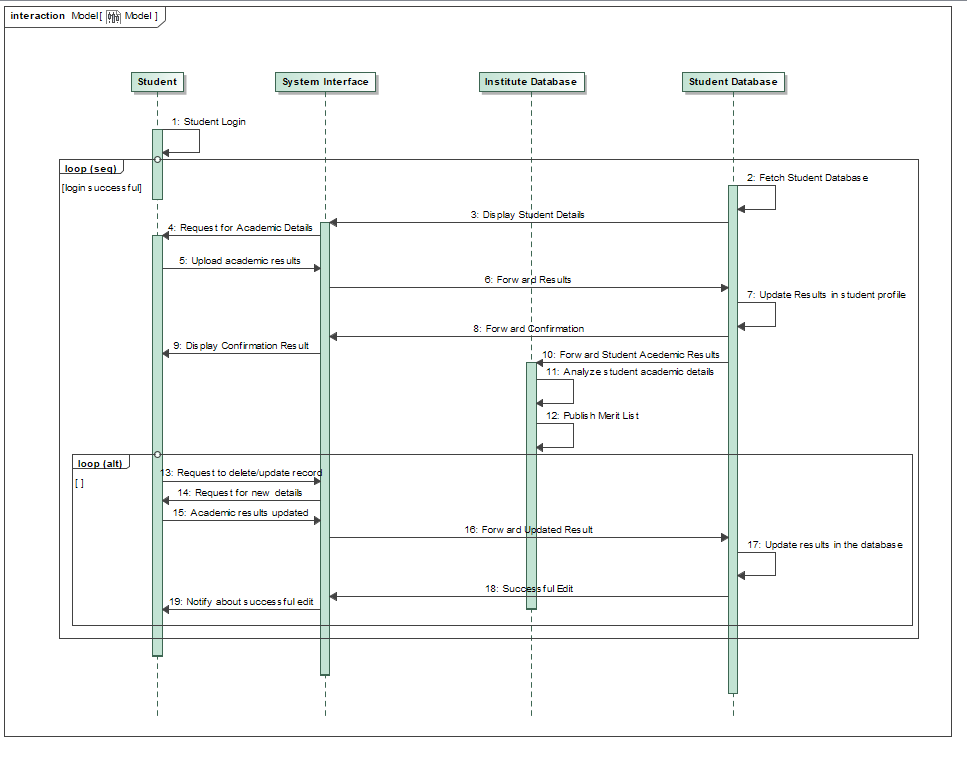 interaction Model[ Model ]
Student
System Interface
Institute Database
Student Database
1: Student Login
loop (seq)
[login successful]
2: Fetch Student Database
3: Display Student Details
4: Request for Academic Details
5: Upload academic results
6: Forward Results
7: Update Results in student profile
8: Forward Confirmation
9: Display Confirmation Result
10: Forward Student Acedemic Results
11: Analyze student academic details
12: Publish Merit List
loop (alt)
[ ]
13: Request to delete/update record
14: Request for new details
15: Academic results updated
16: Forward Updated Result
17: Update results in the database
18: Successful Edit
19: Notify about successful edit